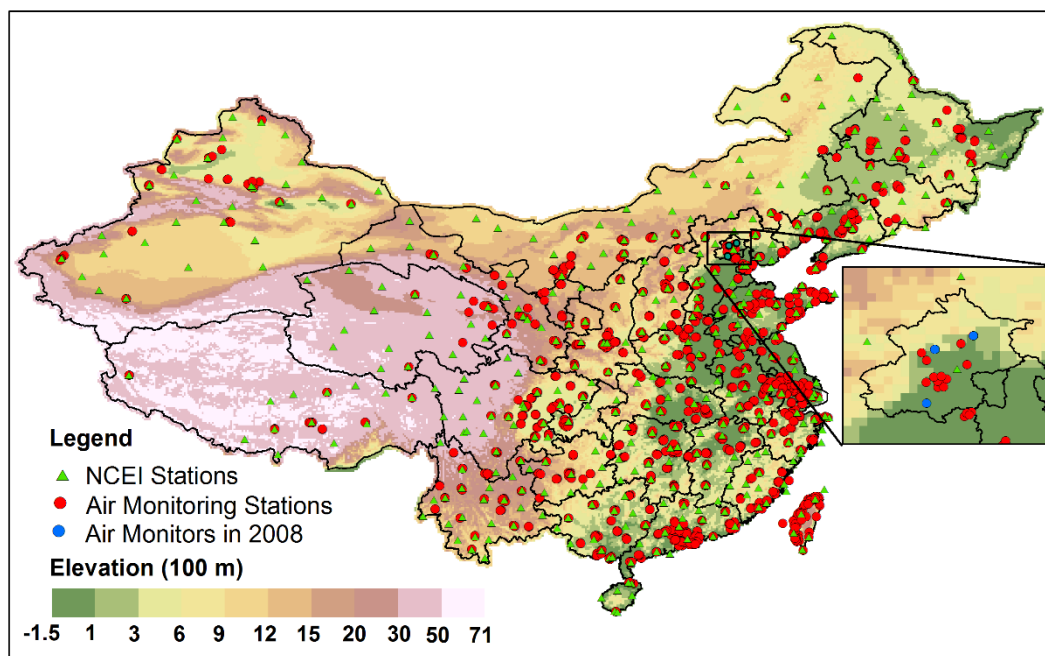 Legend
NCEI Stations
Air Monitoring Stations
Air Monitors in 2008
Elevation (100 m)
-1.5 1 3 6 9 12 15 20 30 50 71